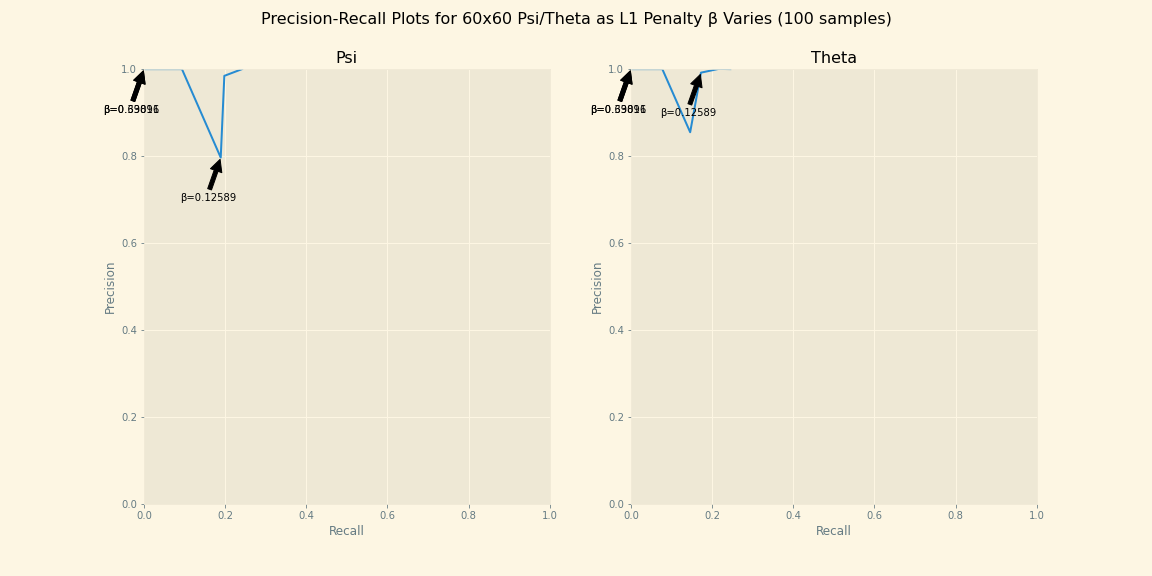 Precision-Recall Plots for 60x60 Psi/Theta as L1 Penalty β Varies (100 samples)
Psi
1.0
0.8
0.6
0.4
0.2
0.0
Precision
β=0.12589
0.0 0.2 0.4 0.6 0.8 1.0
Recall
Theta
1.0
0.8
0.6
0.4
0.2
0.0
Precision
β=0.12589
0.0 0.2 0.4 0.6 0.8 1.0
Recall